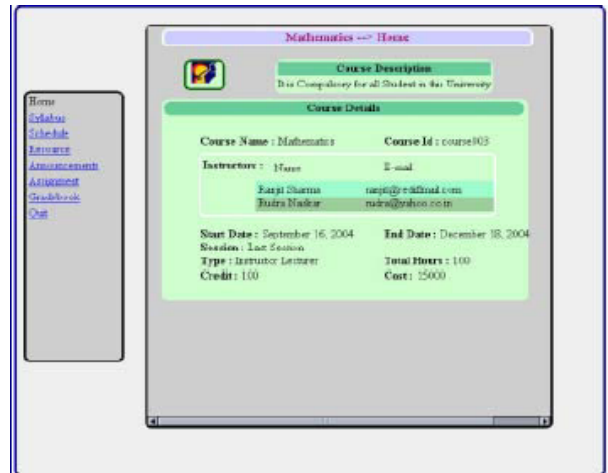 Mathematics --> Home
Course Description
It is Compulsory for all Student in this University
Course Details
Home
Syllabus
Schedule
Resource
Announcements
Assignment
Gradebook
Quit
Course Name : Mathematics Course Id : course003
Instructors : Name E-mail
Ranjit Sharma ranjit@rediffmail.com
Rudra Naskar rudra@yahoo.co.in
Start Date : September 16, 2004 End Date : December 18, 2004
Session : Last Session
Type : Instructor Lecturer Total Hours : 100
Credit : 100 Cost : 15000